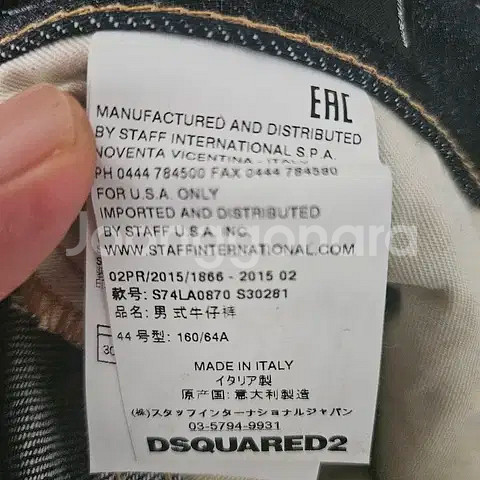 EAC
MANUFACTURED AND DISTRIBUTED
BY STAFF INTERNATIONAL S.P.A.
NOVENTA VICENTINA - ITALY
PH 0444 784500 FAX 0444 784580
FOR U.S.A. ONLY
IMPORTED AND DISTRIBUTED
BY STAFF U.S.A. INC.
WWW.STAFFINTERNATIONAL.COM
Joonggonara
02PR/2015/1866 - 2015 02
款号: S74LA0870 S30281
品名: 男式牛仔裤
44 号型: 160/64A
30
MADE IN ITALY
イタリア製
原产国: 意大利製造
(株)スタッフインターナショナルジャパン
03-5794-9931
DSQUARED2